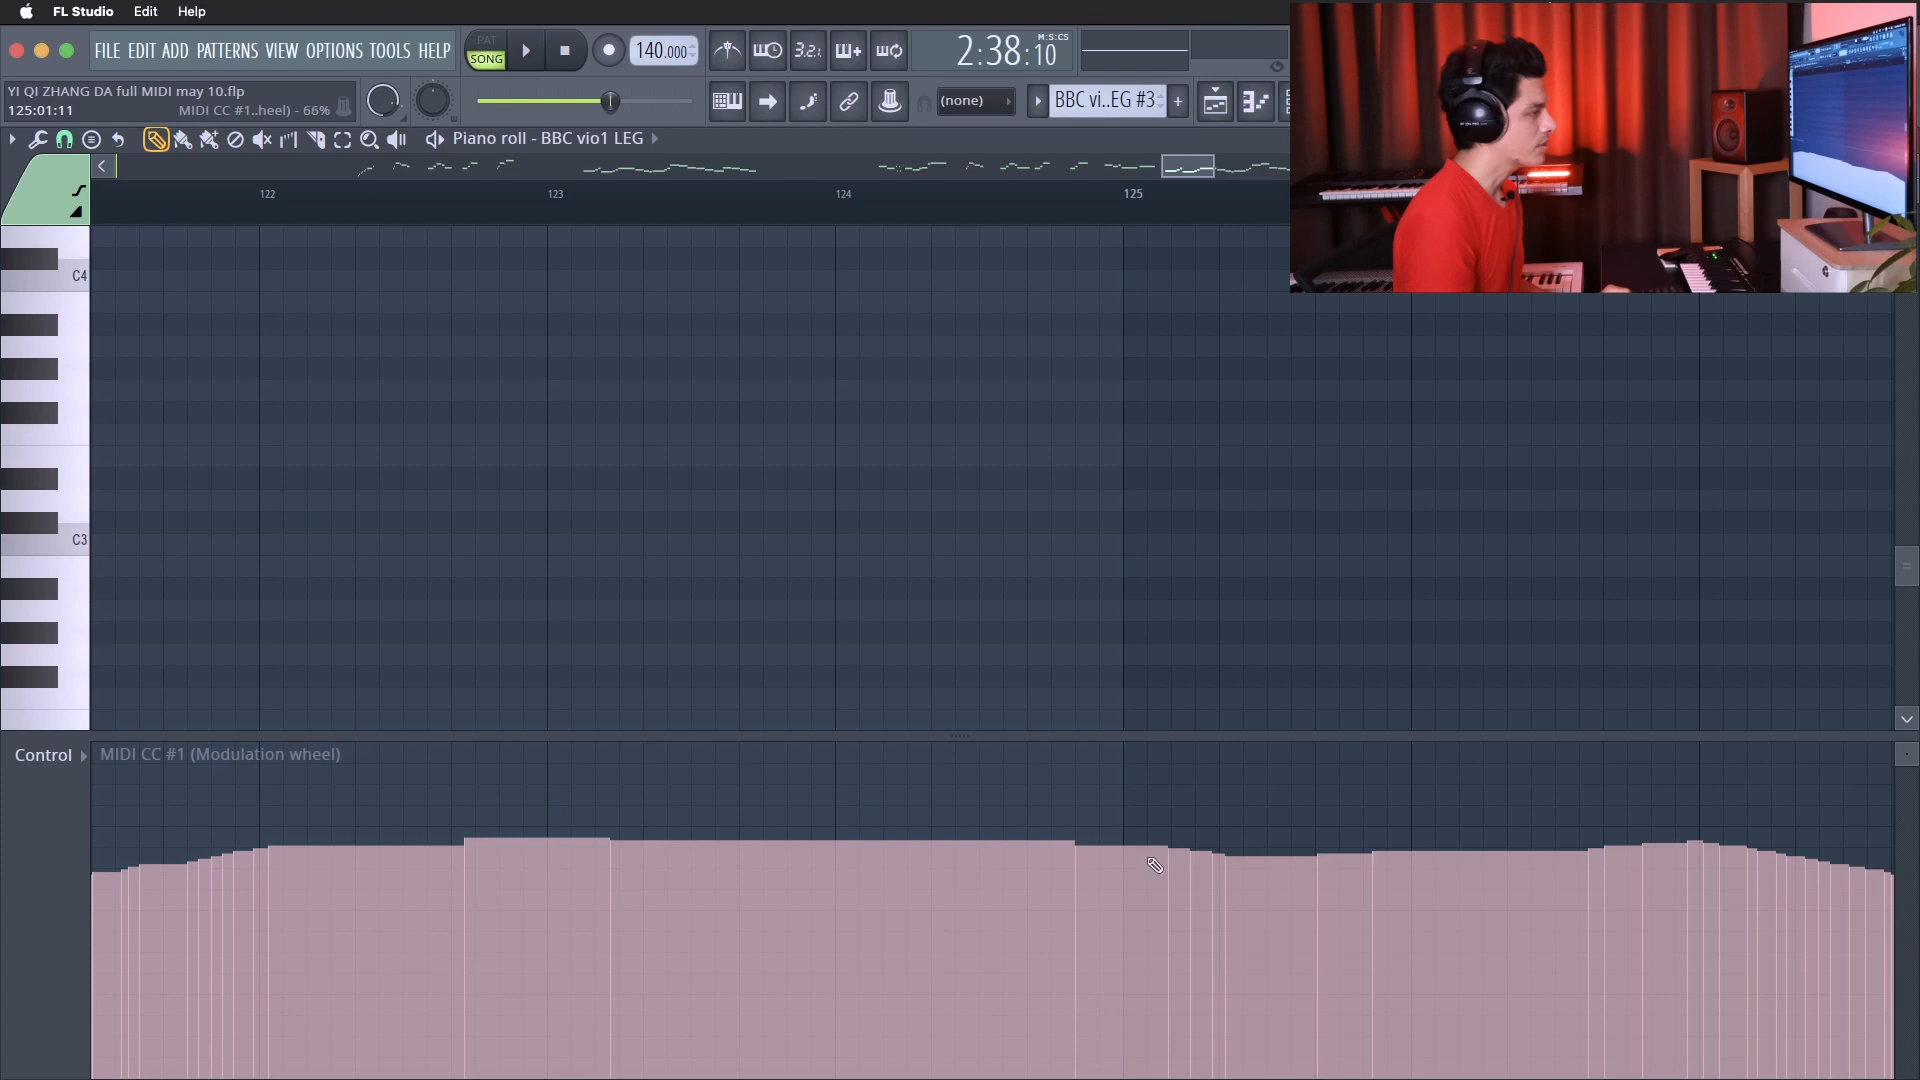 FL Studio Edit Help
FILE EDIT ADD PATTERNS VIEW OPTIONS TOOLS HELP
PAT
SONG
140.000
3.2.
M:S:CS
2:38:10
YI QI ZHANG DA full MIDI may 10.flp
125:01:11
MIDI CC #1..heel) - 66%
(none)
BBC vi..EG #3
Piano roll - BBC vio1 LEG
122
123
124
125
C4
C3
Control
MIDI CC #1 (Modulation wheel)